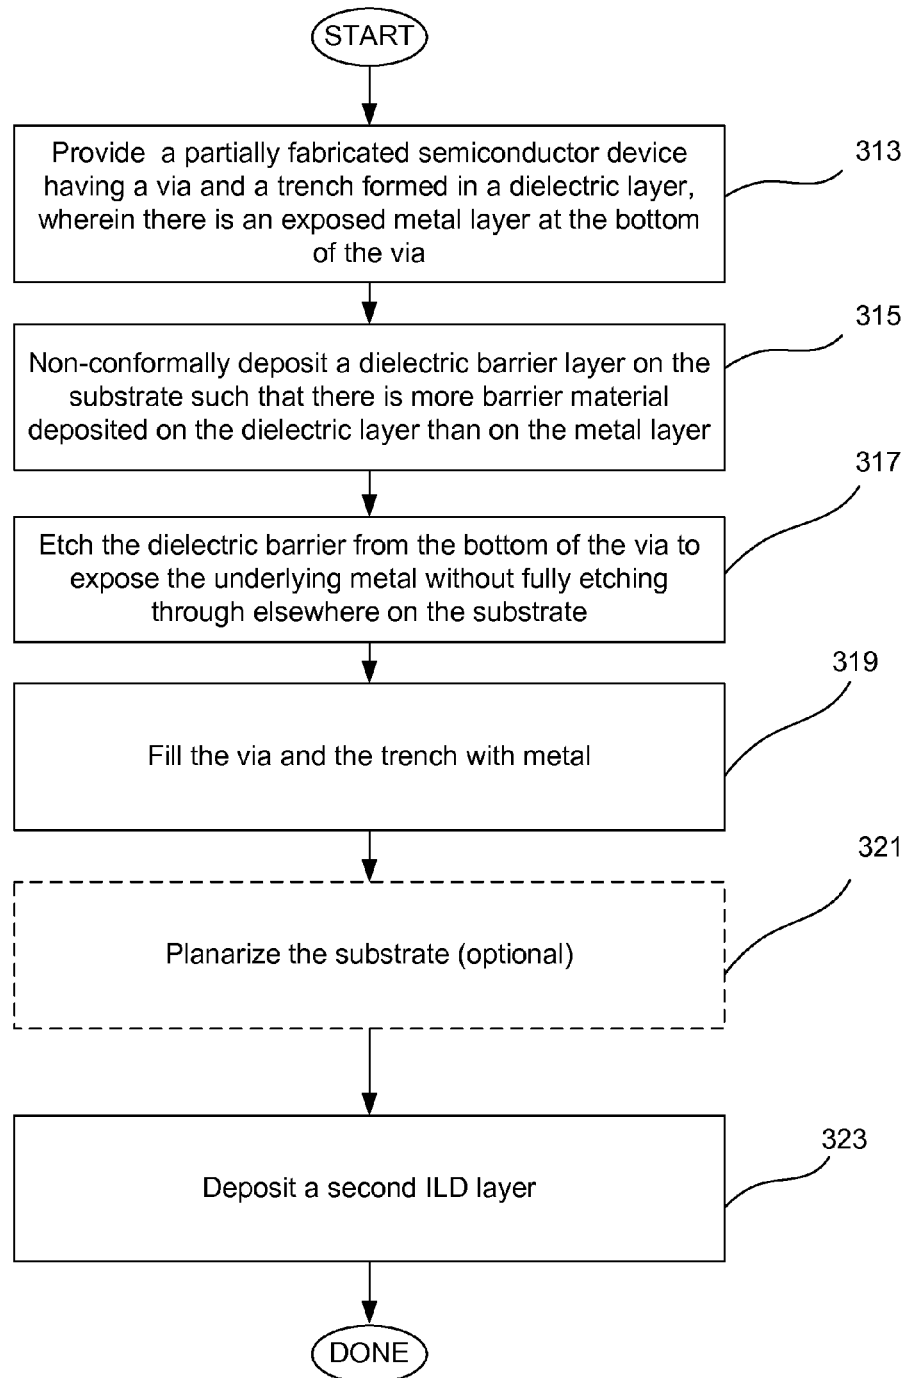 START
Provide a partially fabricated semiconductor device
having a via and a trench formed in a dielectric layer,
wherein there is an exposed metal layer at the bottom
of the via
313
Non-conformally deposit a dielectric barrier layer on the
substrate such that there is more barrier material
deposited on the dielectric layer than on the metal layer
315
Etch the dielectric barrier from the bottom of the via to
expose the underlying metal without fully etching
through elsewhere on the substrate
317
Fill the via and the trench with metal
319
Planarize the substrate (optional)
321
Deposit a second ILD layer
323
DONE